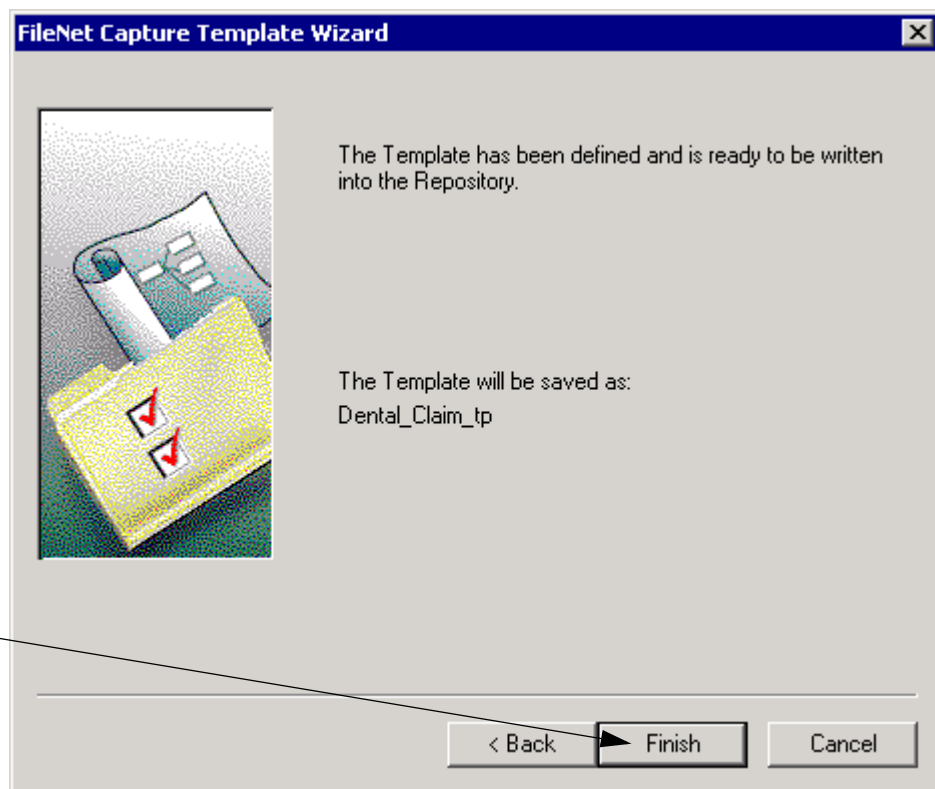 FileNet Capture Template Wizard
The Template has been defined and is ready to be written
into the Repository.
The Template will be saved as:
Dental_Claim_tp
< Back Finish Cancel